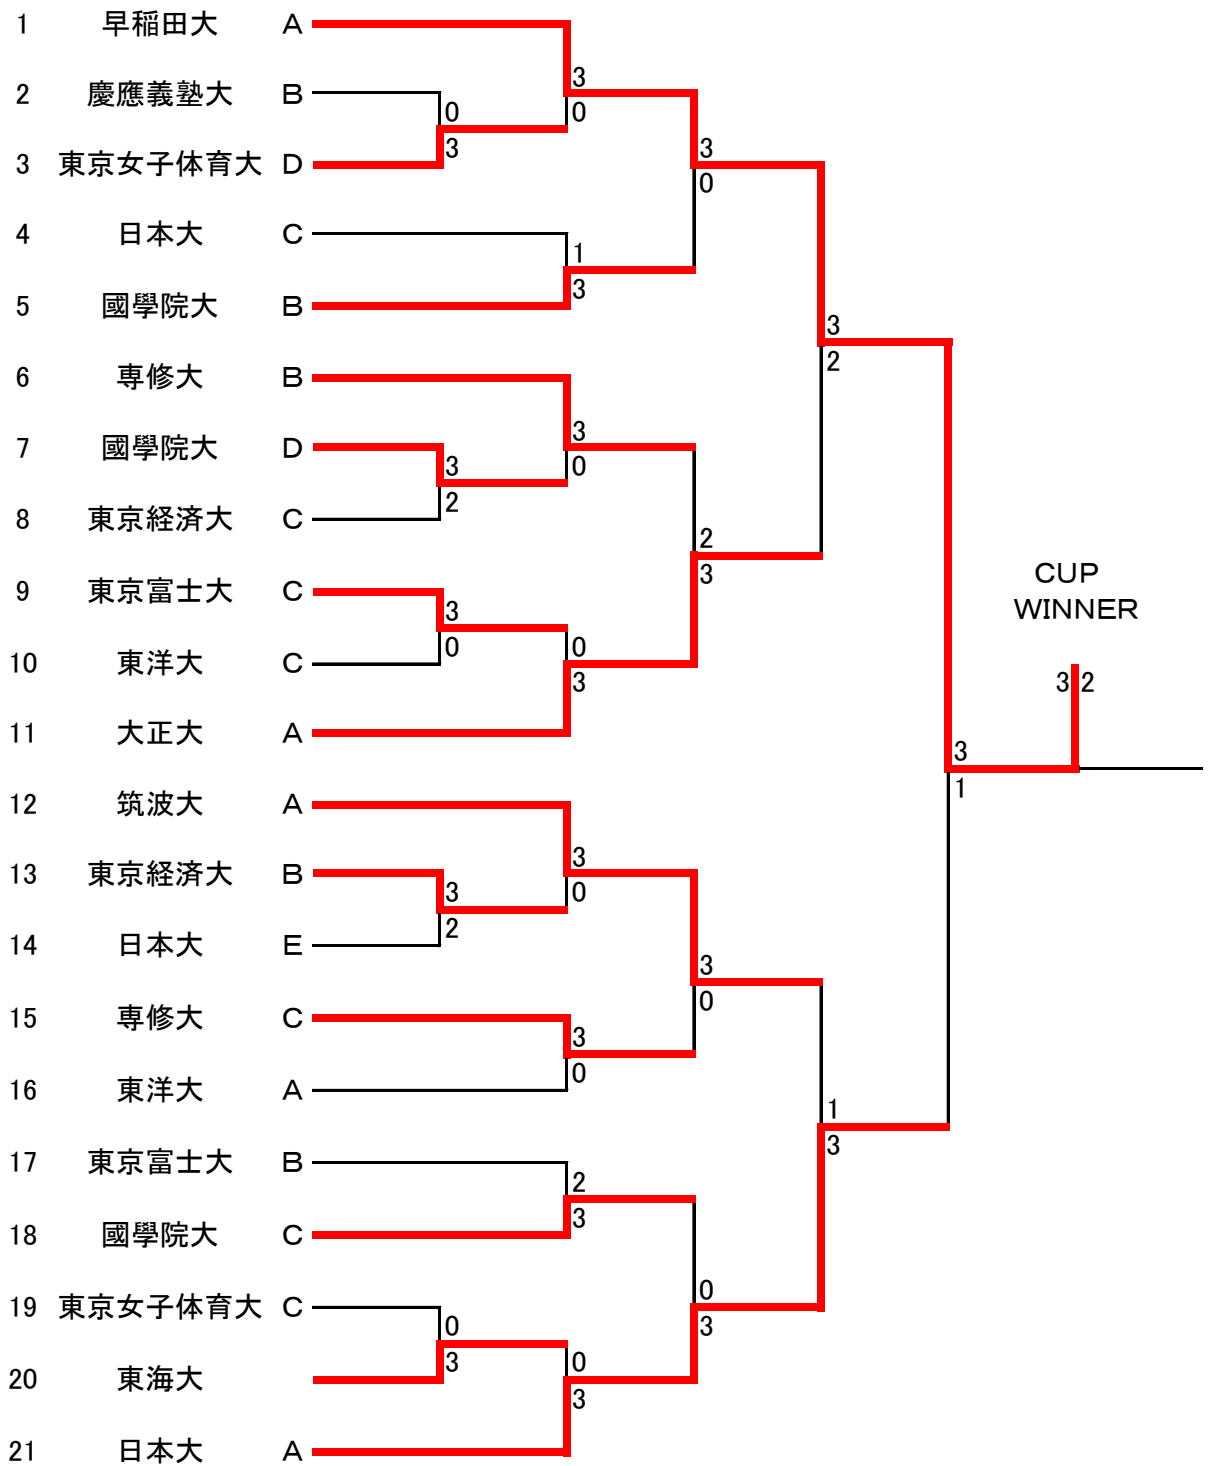 1 早稲田大 A
3
2 慶應義塾大 B
0 0
3 東京女子体育大 D
3 3
0
4 日本大 C
1
5 國學院大 B
3
3
2
6 専修大 B
3
7 國學院大 D
3 0
8 東京経済大 C
2
2
3
CUP
WINNER
9 東京富士大 C
3
10 東洋大 C
0 0
3
3 2
11 大正大 A
3
1
12 筑波大 A
3
13 東京経済大 B
3 0
14 日本大 E
2
3
0
15 専修大 C
3
16 東洋大 A
0
1
3
17 東京富士大 B
2
18 國學院大 C
3
0
3
19 東京女子体育大 C
0
20 東海大
3 0
3
21 日本大 A